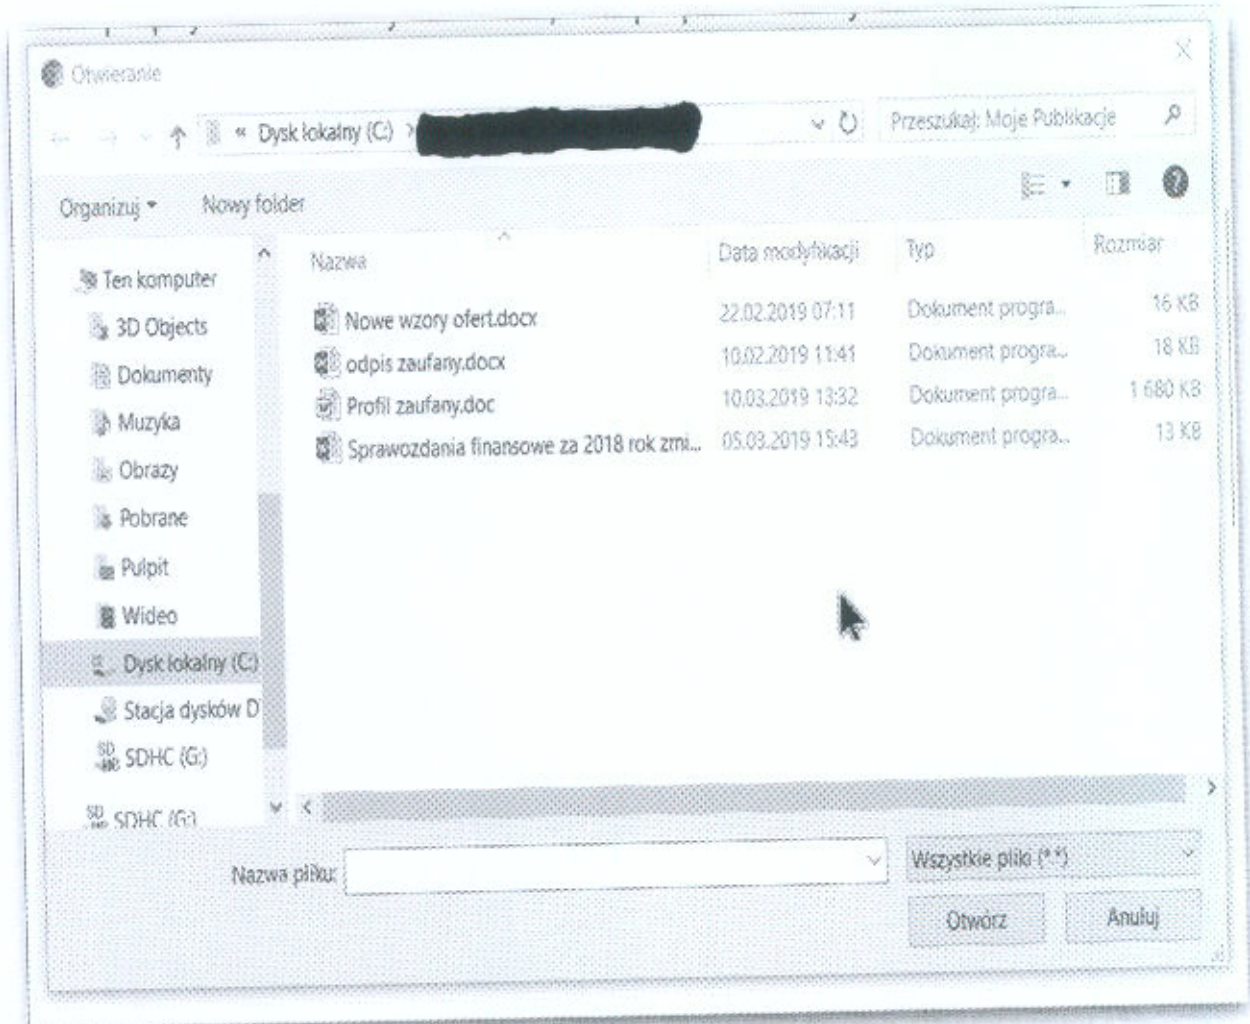 Otwieranie
« Dysk lokalny (C:) >
Przeszukaj: Moje Publikacje
Organizuj
Nowy folder
Nazwa
Data modyfikacji
Typ
Rozmiar
Ten komputer
3D Objects
Dokumenty
Muzyka
Obrazy
Pobrane
Pulpit
Wideo
Dysk lokalny (C:)
Stacja dysków D
SDHC (G:)
SDHC (G:)
Nowe wzory ofert.docx 22.02.2019 07:11 Dokument progra... 16 KB
odpis zaufany.docx 10.02.2019 11:41 Dokument progra... 18 KB
Profil zaufany.doc 10.03.2019 13:32 Dokument progra... 1 680 KB
Sprawozdania finansowe za 2018 rok zmi... 05.03.2019 15:43 Dokument progra... 13 KB
Nazwa pliku:
Wszystkie pliki (*.*)
Otwórz
Anuluj